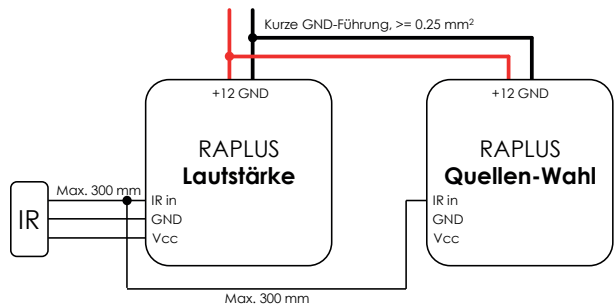 Kurze GND-Führung, >= 0.25 mm²
+12 GND
+12 GND
RAPLUS
Lautstärke
RAPLUS
Quellen-Wahl
Max. 300 mm
IR
IR in
GND
Vcc
IR in
GND
Vcc
Max. 300 mm